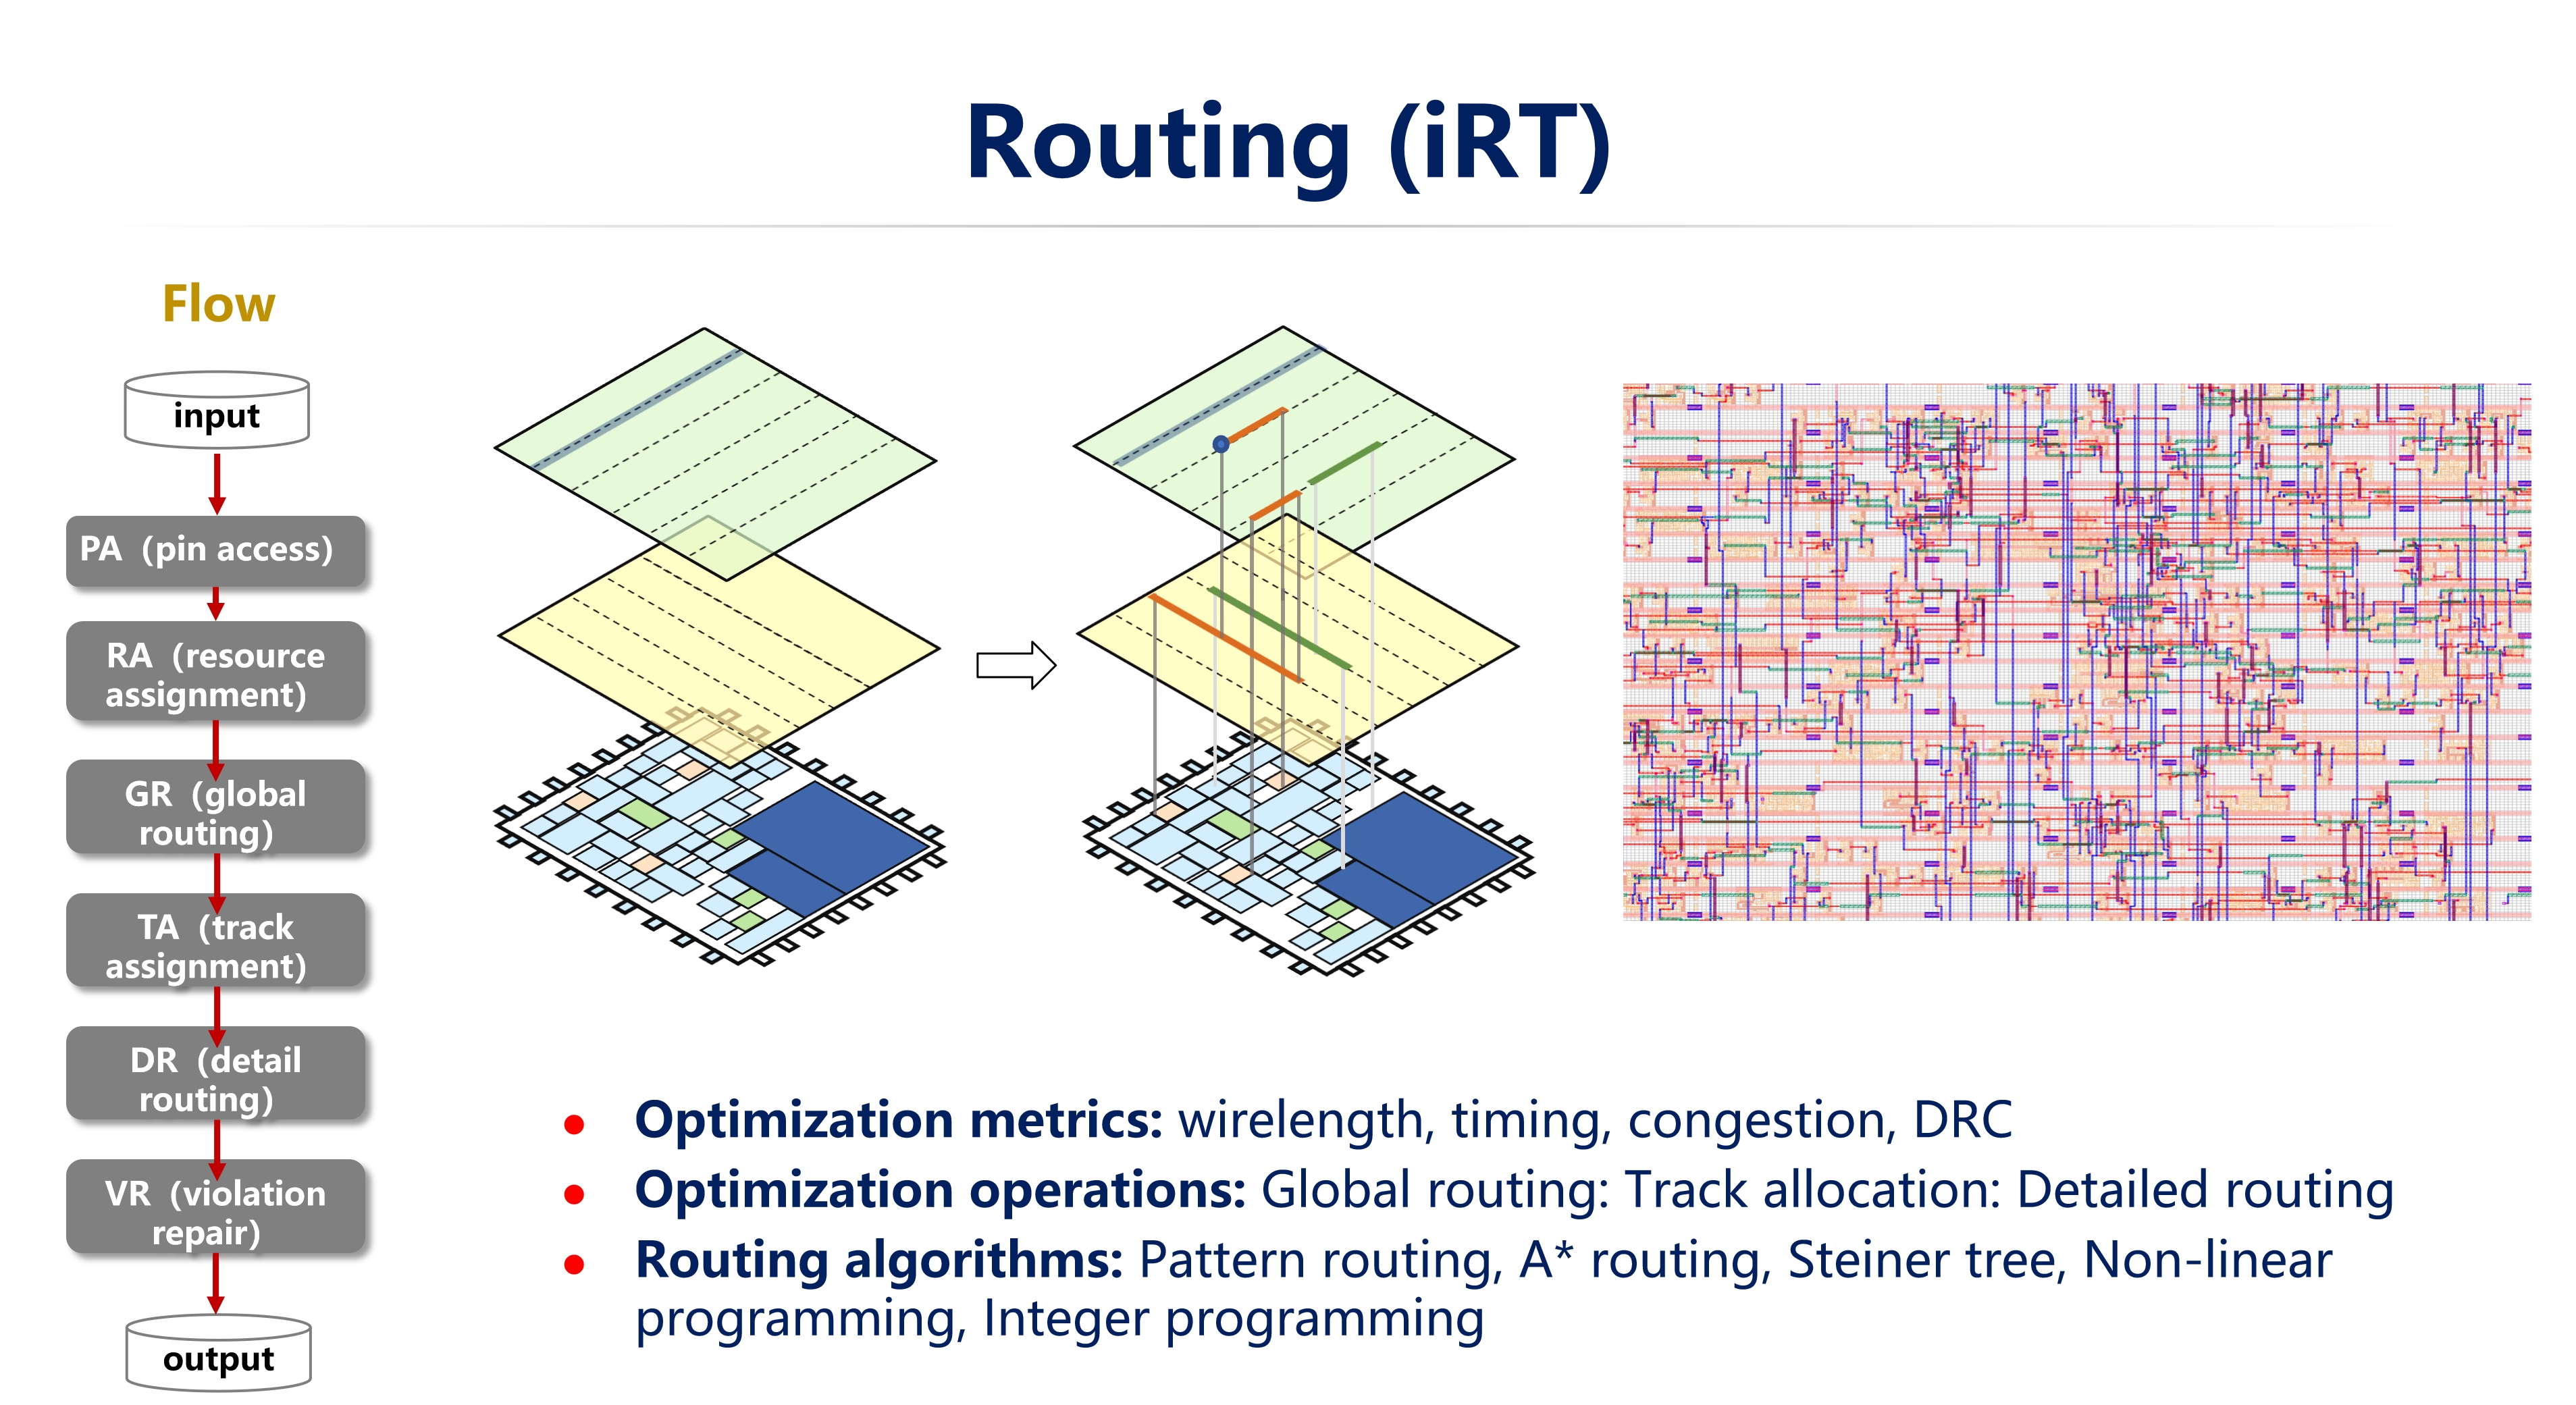 Routing (iRT)
Flow
input
PA (pin access)
RA (resource
assignment)
GR (global
routing)
TA (track
assignment)
DR (detail
routing)
VR (violation
repair)
output
● Optimization metrics: wirelength, timing, congestion, DRC
● Optimization operations: Global routing: Track allocation: Detailed routing
● Routing algorithms: Pattern routing, A* routing, Steiner tree, Non-linear
programming, Integer programming